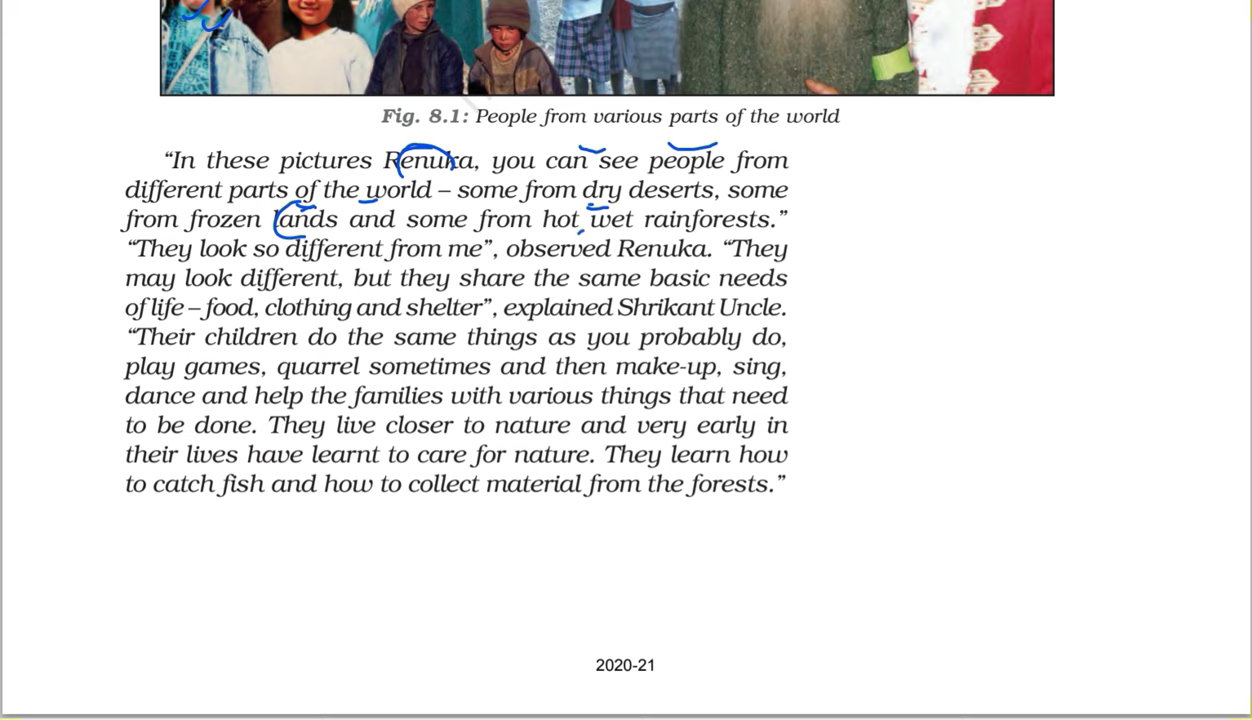 Fig. 8.1: People from various parts of the world
“In these pictures Renuka, you can see people from
different parts of the world – some from dry deserts, some
from frozen lands and some from hot wet rainforests.”
“They look so different from me”, observed Renuka. “They
may look different, but they share the same basic needs
of life – food, clothing and shelter”, explained Shrikant Uncle.
“Their children do the same things as you probably do,
play games, quarrel sometimes and then make-up, sing,
dance and help the families with various things that need
to be done. They live closer to nature and very early in
their lives have learnt to care for nature. They learn how
to catch fish and how to collect material from the forests.”
2020-21